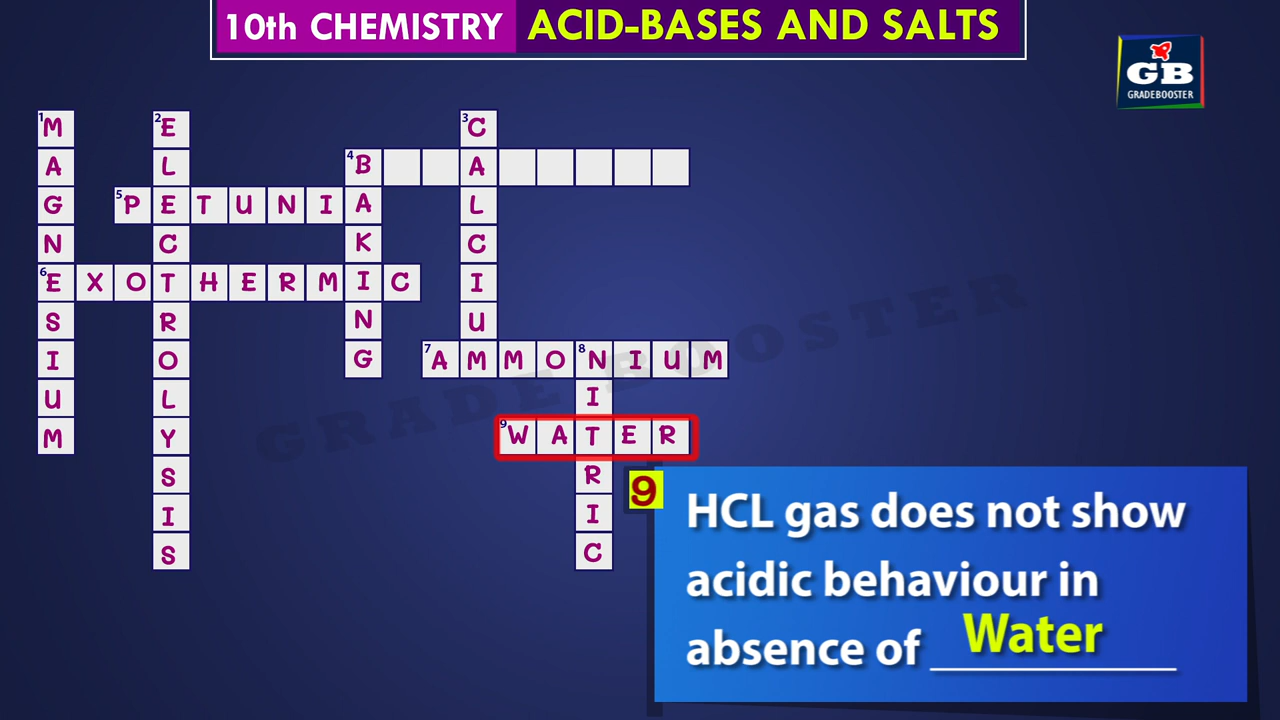 10th CHEMISTRY ACID-BASES AND SALTS
GB
GRADEBOOSTER
1 MAGNESIUM
2 ELECTROLYSIS
3 CALCIUM
4 BAKING
5 PETUNIA
6 EXOTHERMIC
7 AMMONIUM
8 NITRIC
9 WATER
GRADE BOOSTER
9
HCL gas does not show
acidic behaviour in
absence of Water